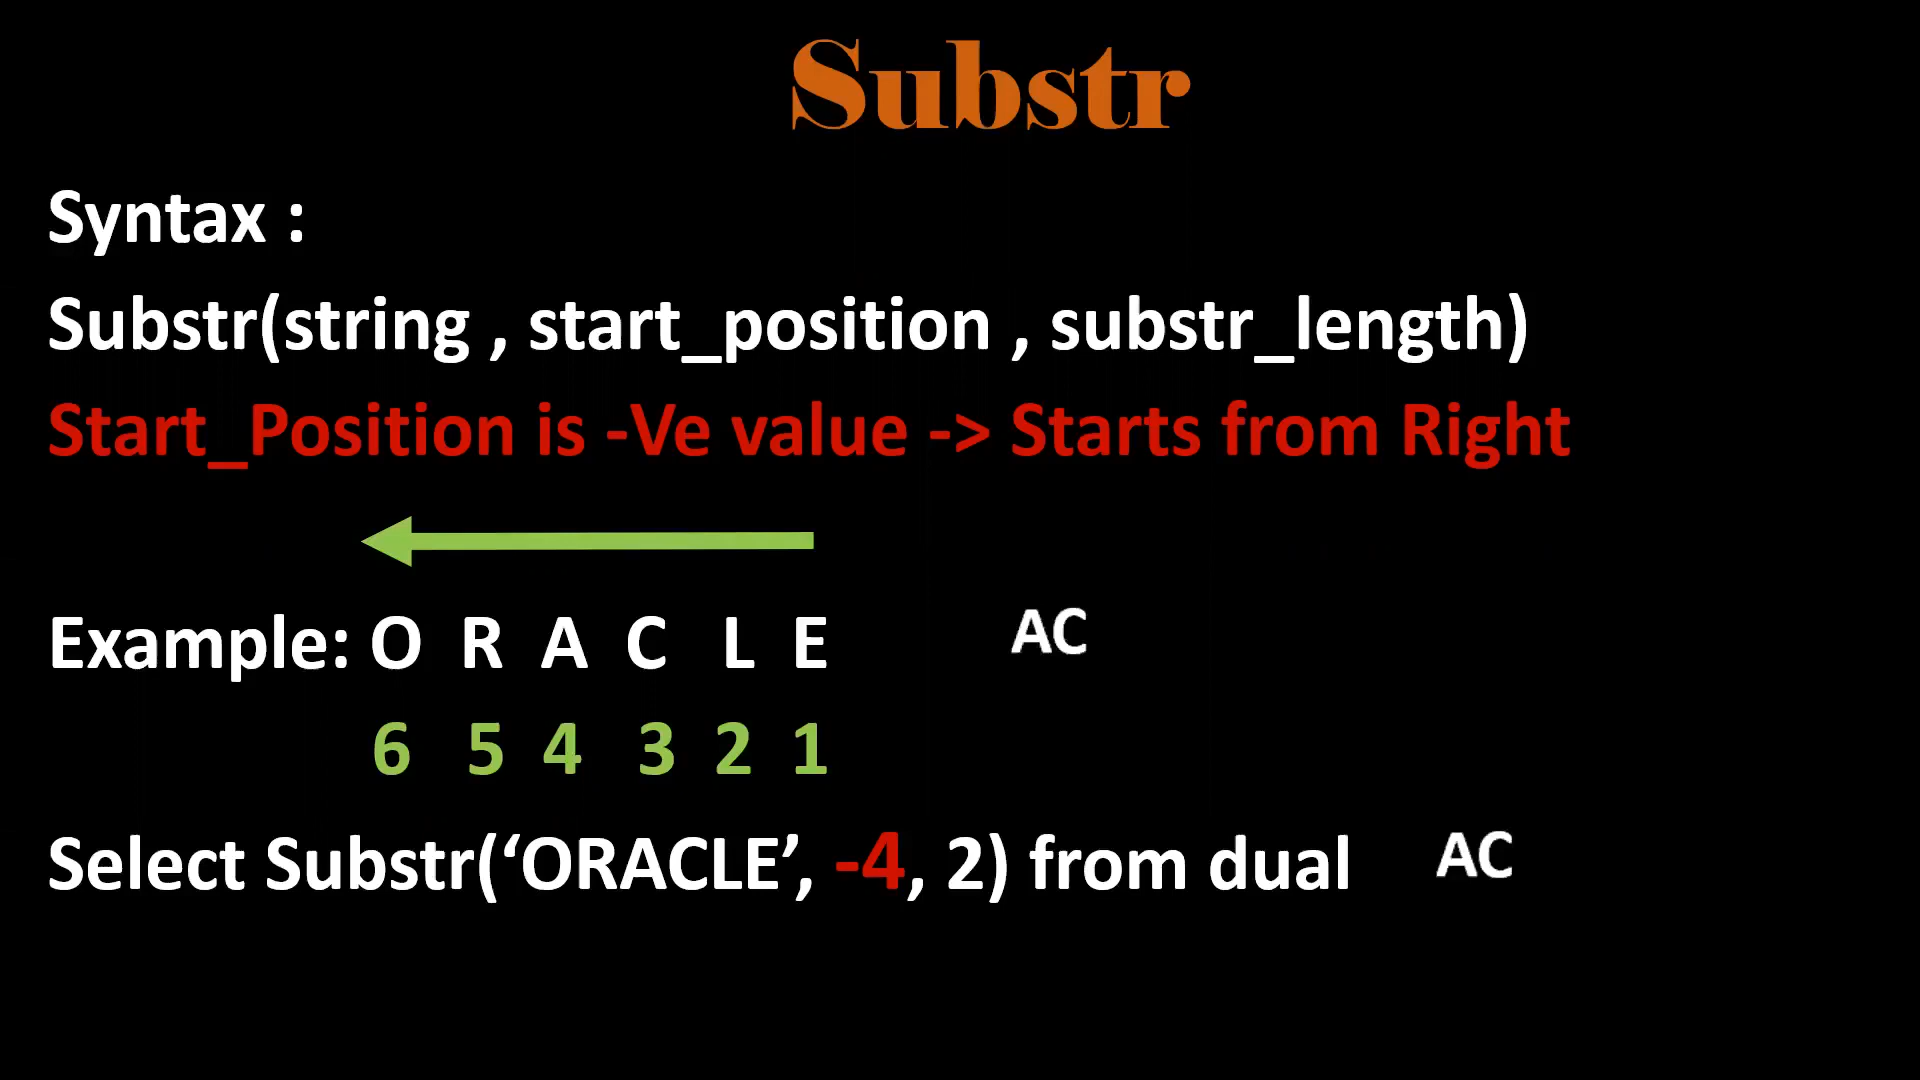 Substr
Syntax :
Substr(string , start_position , substr_length)
Start_Position is -Ve value -> Starts from Right
Example: O R A C L E AC
6 5 4 3 2 1
Select Substr(‘ORACLE’, -4, 2) from dual AC